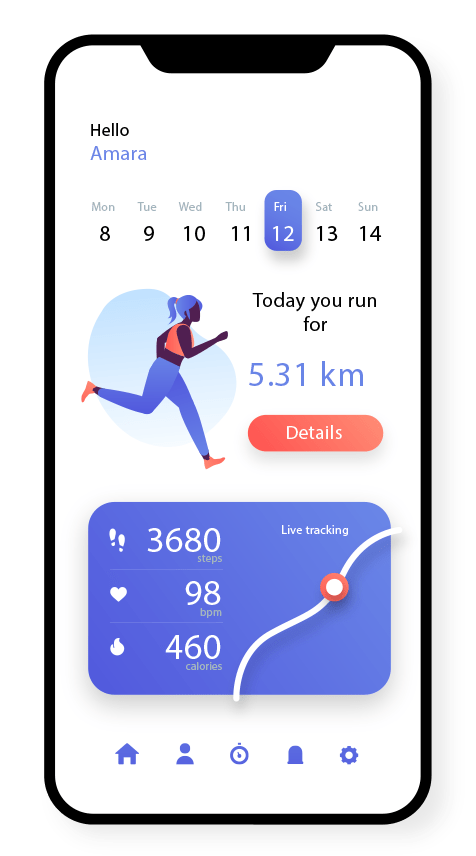 Hello
Amara
Mon Tue Wed Thu Fri Sat Sun
8 9 10 11 12 13 14
Today you run
for
5.31 km
Details
Live tracking
3680
steps
98
bpm
460
calories